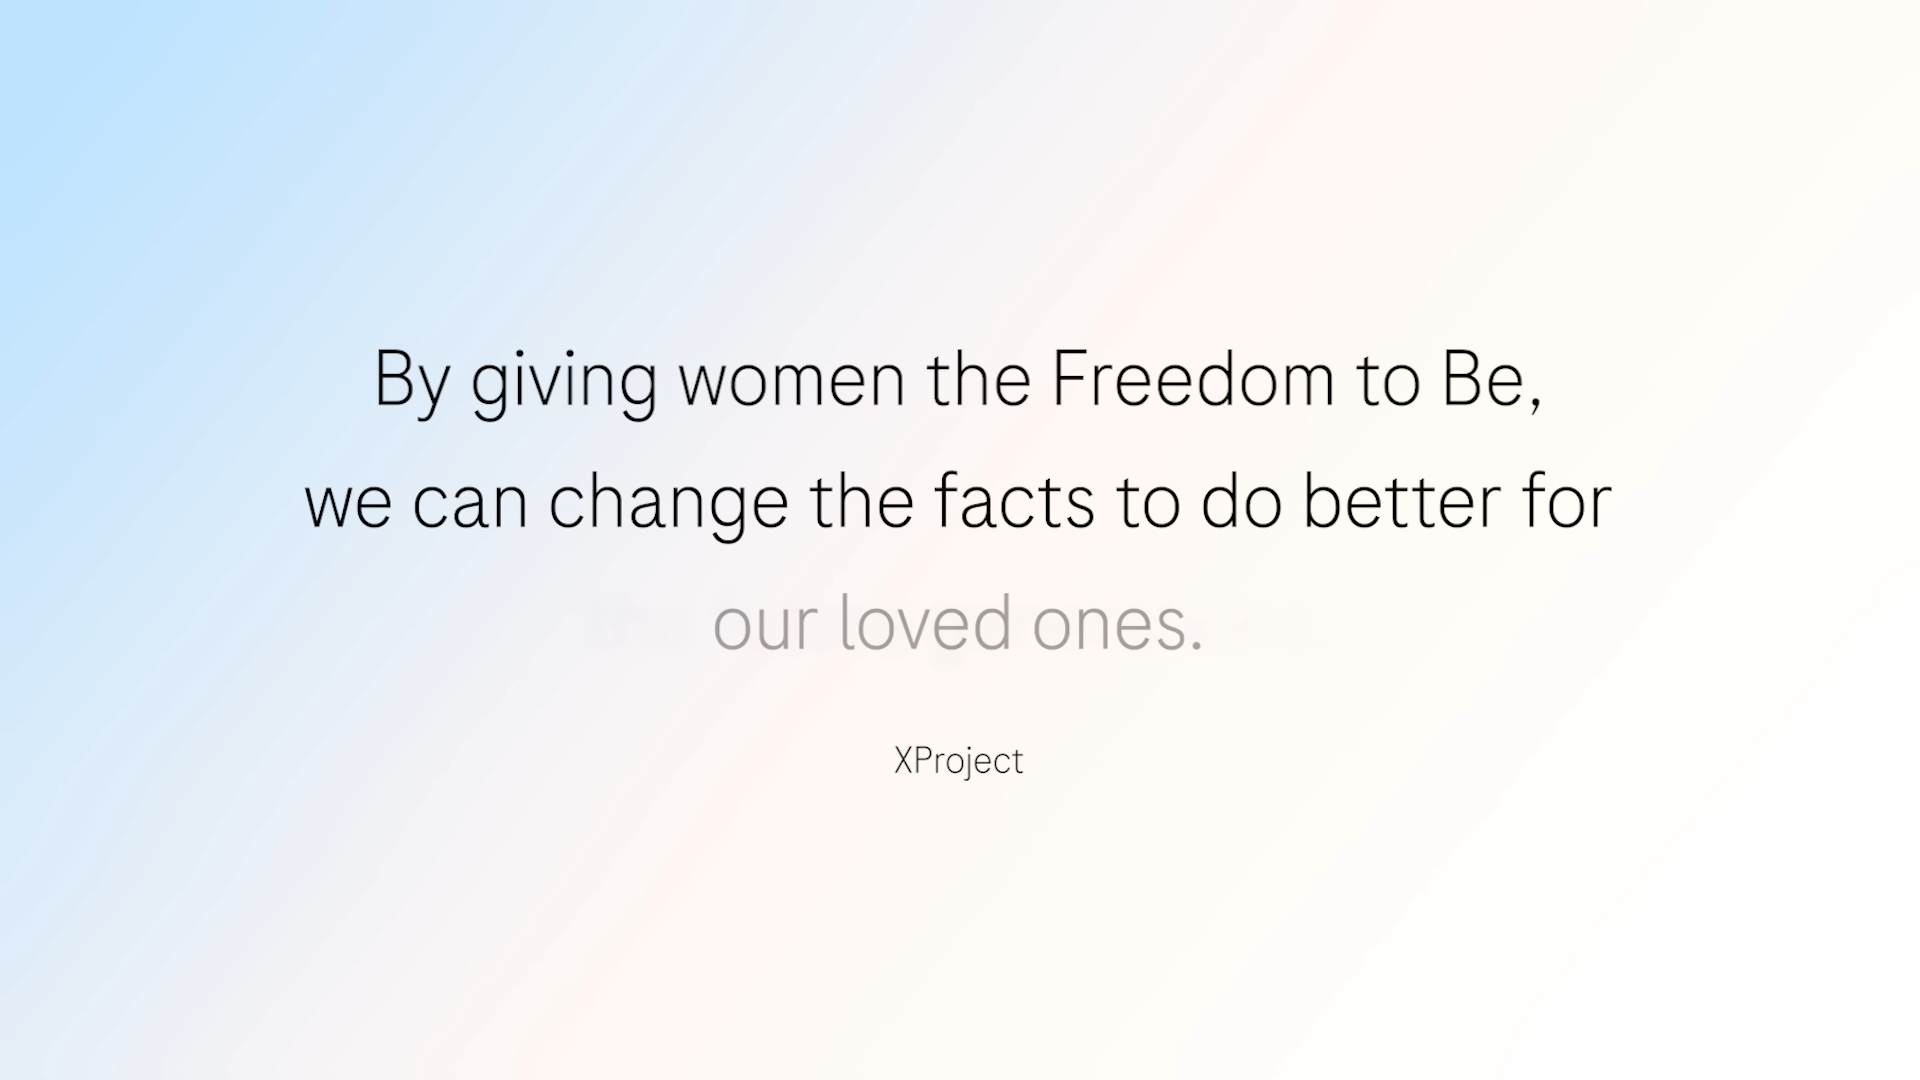 By giving women the Freedom to Be,
we can change the facts to do better for
our loved ones.
XProject